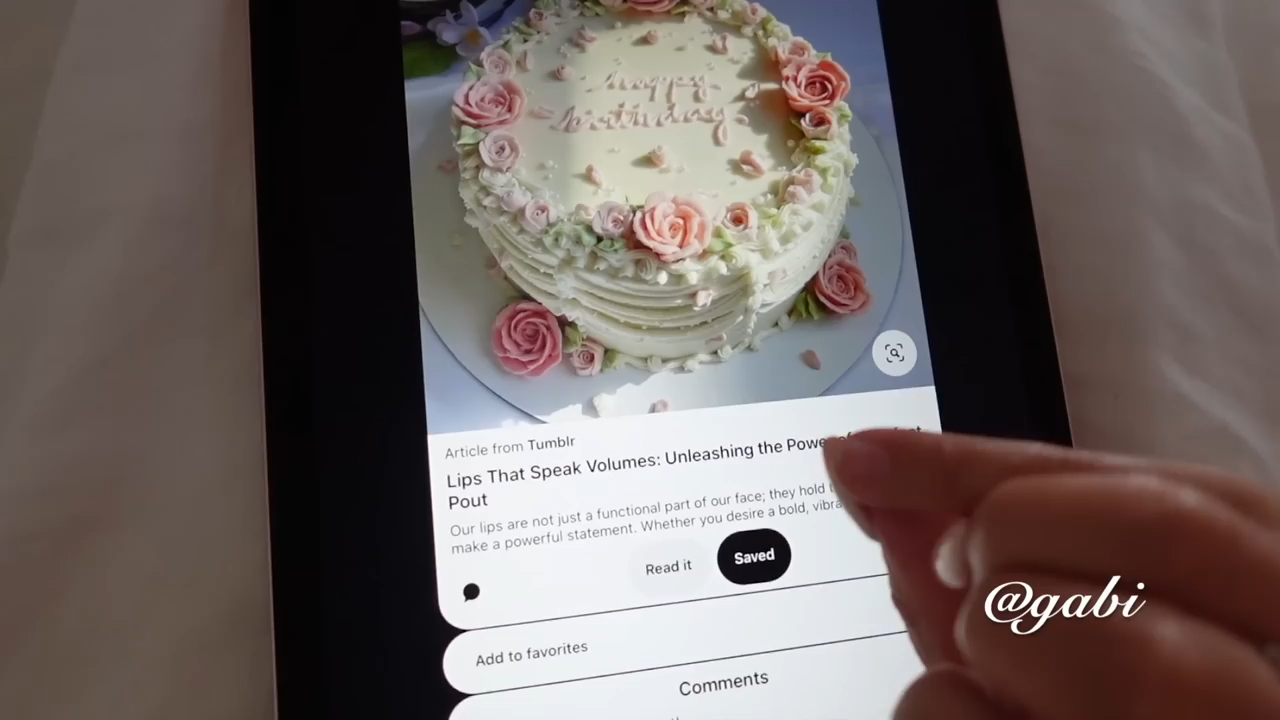 happy
birthday
Article from Tumblr
Lips That Speak Volumes: Unleashing the Power
Pout
Our lips are not just a functional part of our face; they hold
make a powerful statement. Whether you desire a bold,
Read it
Saved
@gabi
Add to favorites
Comments